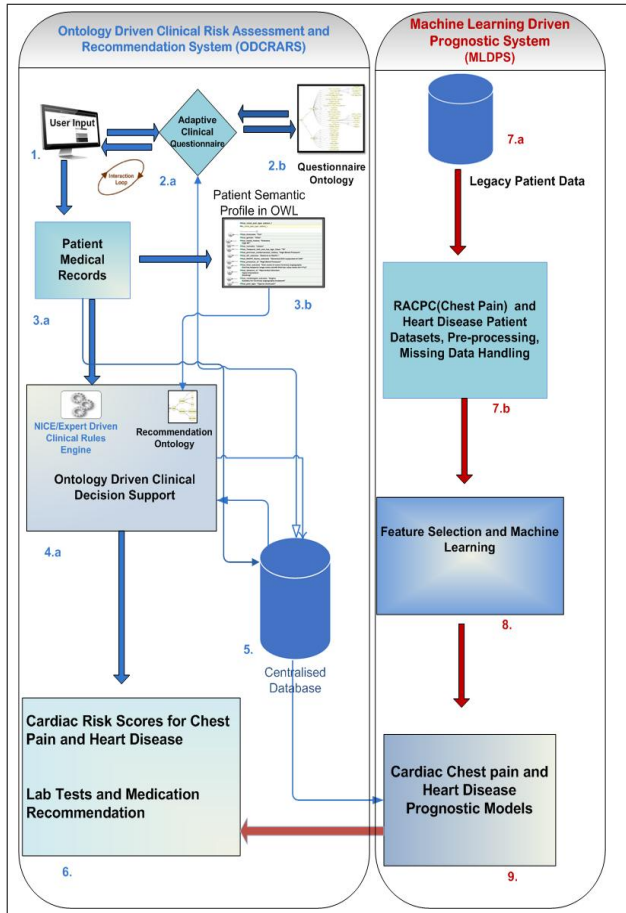 Ontology Driven Clinical Risk Assessment and
Recommendation System (ODCRARS)
Machine Learning Driven
Prognostic System
(MLDPS)
User Input
1.
Interaction
Loop
Adaptive
Clinical
Questionnaire
2.a
2.b
Questionnaire
Ontology
Patient Semantic
Profile in OWL
3.b
Patient
Medical
Records
3.a
NICE/Expert Driven
Clinical Rules
Engine
Recommendation
Ontology
Ontology Driven Clinical
Decision Support
4.a
5.
Centralised
Database
Cardiac Risk Scores for Chest
Pain and Heart Disease
Lab Tests and Medication
Recommendation
6.
7.a
Legacy Patient Data
RACPC(Chest Pain) and
Heart Disease Patient
Datasets, Pre-processing,
Missing Data Handling
7.b
Feature Selection and Machine
Learning
8.
Cardiac Chest pain and
Heart Disease
Prognostic Models
9.